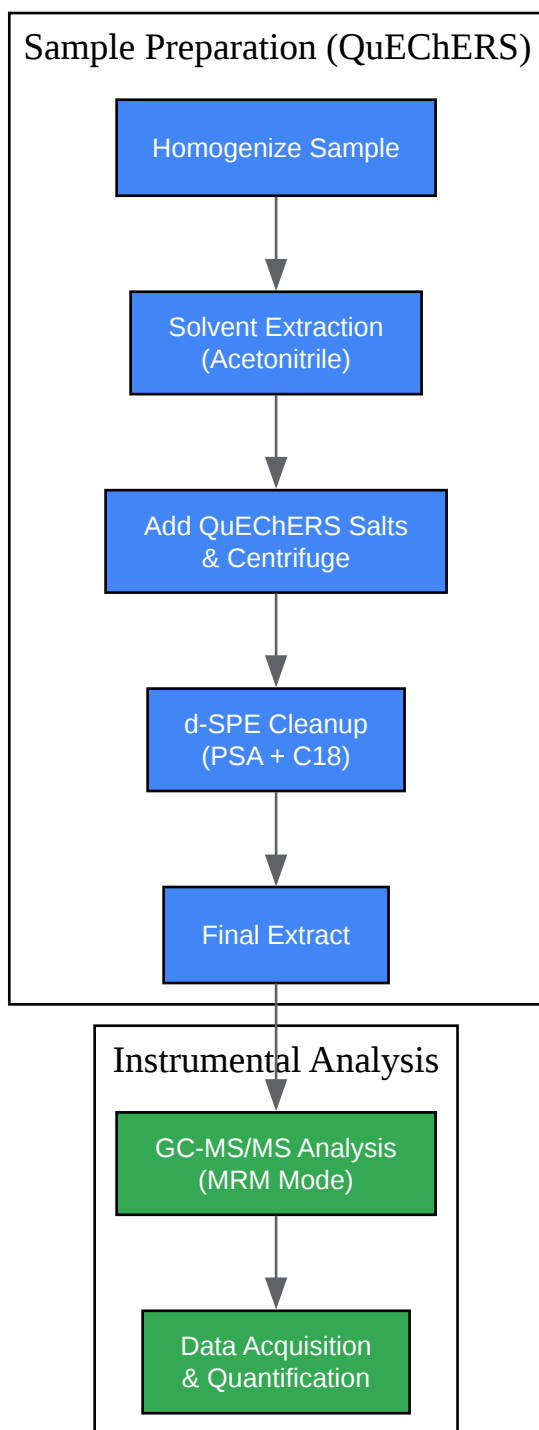 Sample Preparation (QuEChERS)
Homogenize Sample
Solvent Extraction
(Acetonitrile)
Add QuEChERS Salts
& Centrifuge
d-SPE Cleanup
(PSA + C18)
Final Extract
Instrumental Analysis
GC-MS/MS Analysis
(MRM Mode)
Data Acquisition
& Quantification